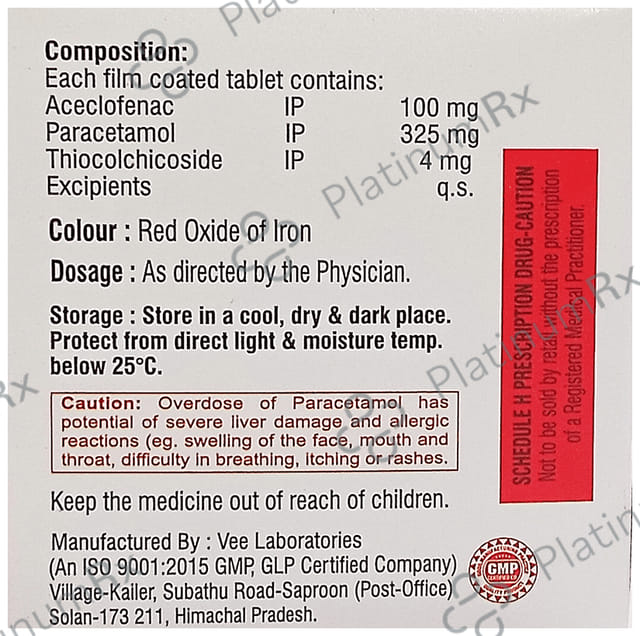 Composition:
Each film coated tablet contains:
Aceclofenac IP 100 mg
Paracetamol IP 325 mg
Thiocolchicoside IP 4 mg
Excipients q.s.
Colour : Red Oxide of Iron
Dosage : As directed by the Physician.
Storage : Store in a cool, dry & dark place.
Protect from direct light & moisture temp.
below 25°C.
Caution: Overdose of Paracetamol has
potential of severe liver damage and allergic
reactions (eg. swelling of the face, mouth and
throat, difficulty in breathing, itching or rashes.
Keep the medicine out of reach of children.
Manufactured By : Vee Laboratories
(An ISO 9001:2015 GMP, GLP Certified Company)
Village-Kailer, Subathu Road-Saproon (Post-Office)
Solan-173 211, Himachal Pradesh.
SCHEDULE H PRESCRIPTION DRUG-CAUTION
Not to be sold by retail without the prescription
of a Registered Medical Practitioner.
GMP
PlatinumRx